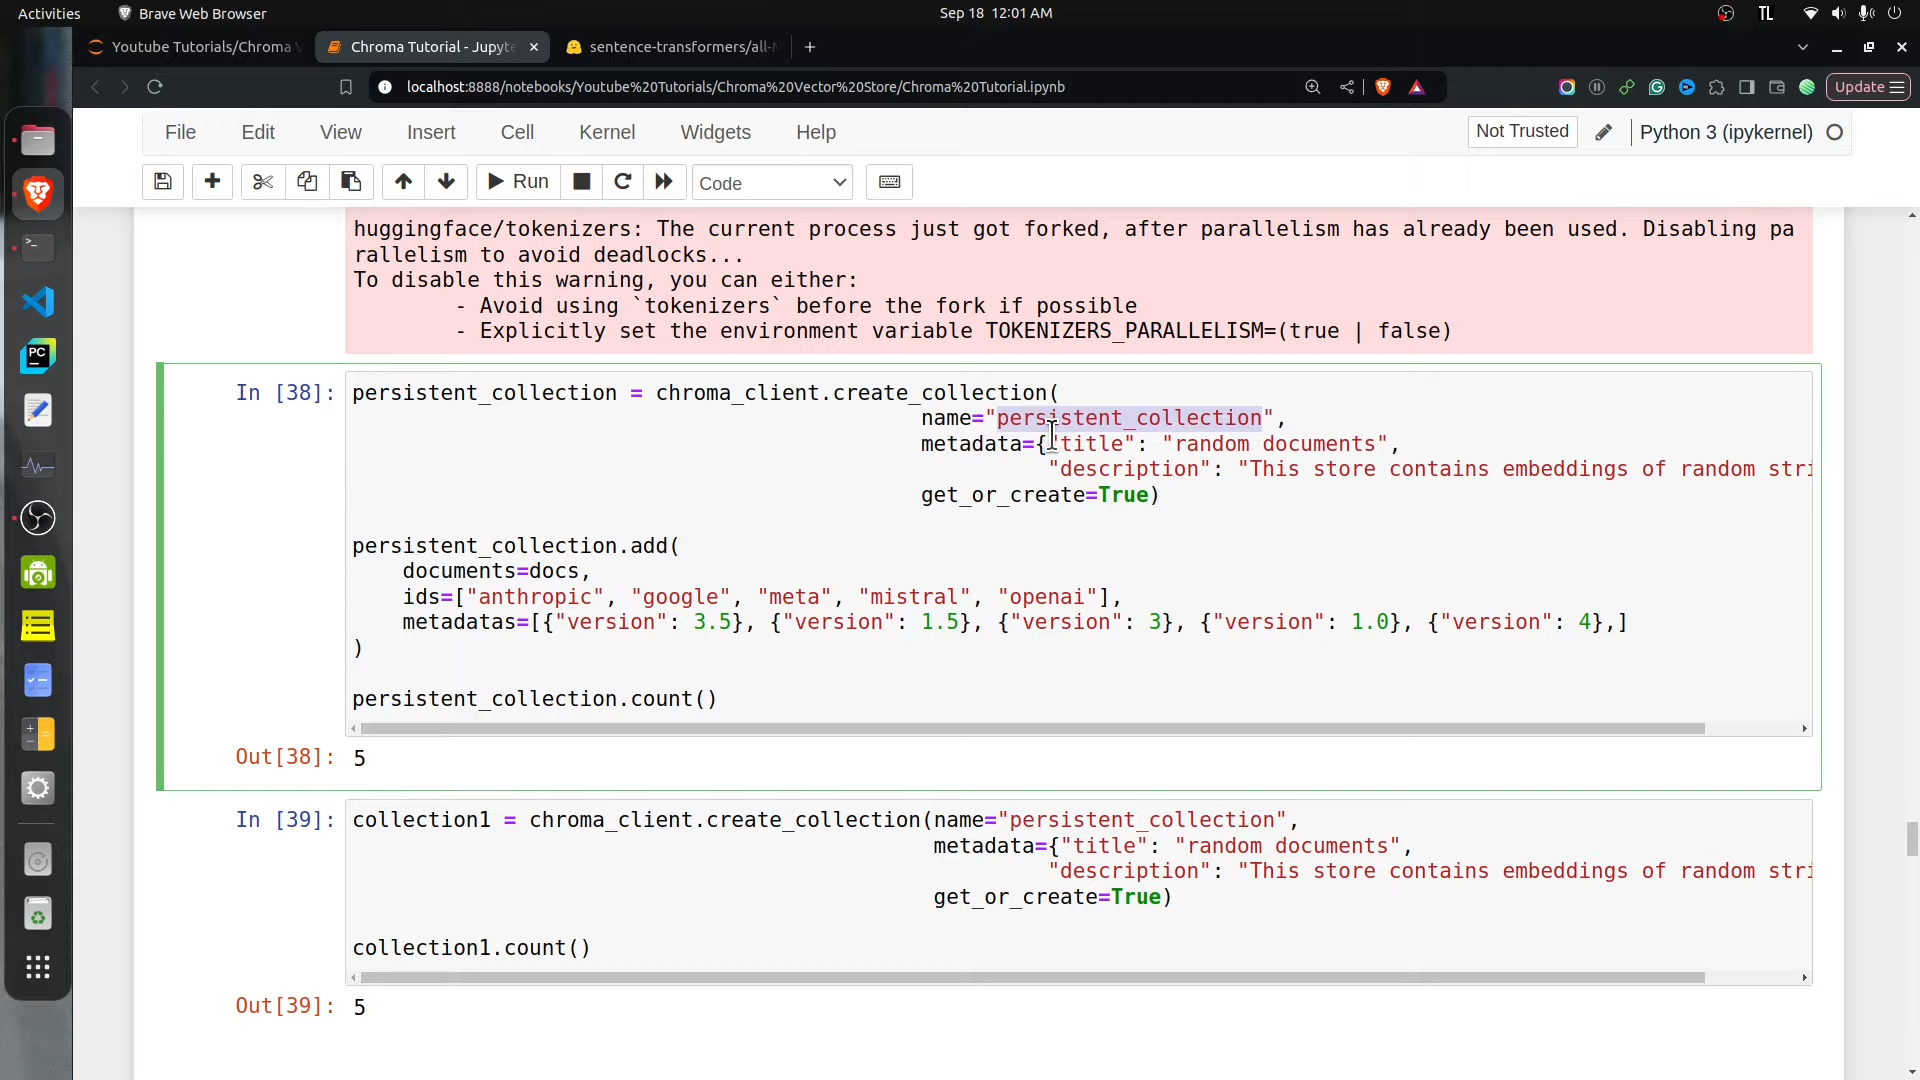 Activities
Brave Web Browser
Sep 18 12:01 AM
TL
Youtube Tutorials/Chroma
Chroma Tutorial - Jupyte
sentence-transformers/all-
localhost:8888/notebooks/Youtube%20Tutorials/Chroma%20Vector%20Store/Chroma%20Tutorial.ipynb
Update
File Edit View Insert Cell Kernel Widgets Help
Not Trusted
Python 3 (ipykernel)
Run
Code
huggingface/tokenizers: The current process just got forked, after parallelism has already been used. Disabling pa
rallelism to avoid deadlocks...
To disable this warning, you can either:
- Avoid using `tokenizers` before the fork if possible
- Explicitly set the environment variable TOKENIZERS_PARALLELISM=(true | false)
In [38]: persistent_collection = chroma_client.create_collection(
name="persistent_collection",
metadata={"title": "random documents",
"description": "This store contains embeddings of random stri
get_or_create=True)
persistent_collection.add(
documents=docs,
ids=["anthropic", "google", "meta", "mistral", "openai"],
metadatas=[{"version": 3.5}, {"version": 1.5}, {"version": 3}, {"version": 1.0}, {"version": 4},]
)
persistent_collection.count()
Out[38]: 5
In [39]: collection1 = chroma_client.create_collection(name="persistent_collection",
metadata={"title": "random documents",
"description": "This store contains embeddings of random stri
get_or_create=True)
collection1.count()
Out[39]: 5
PC